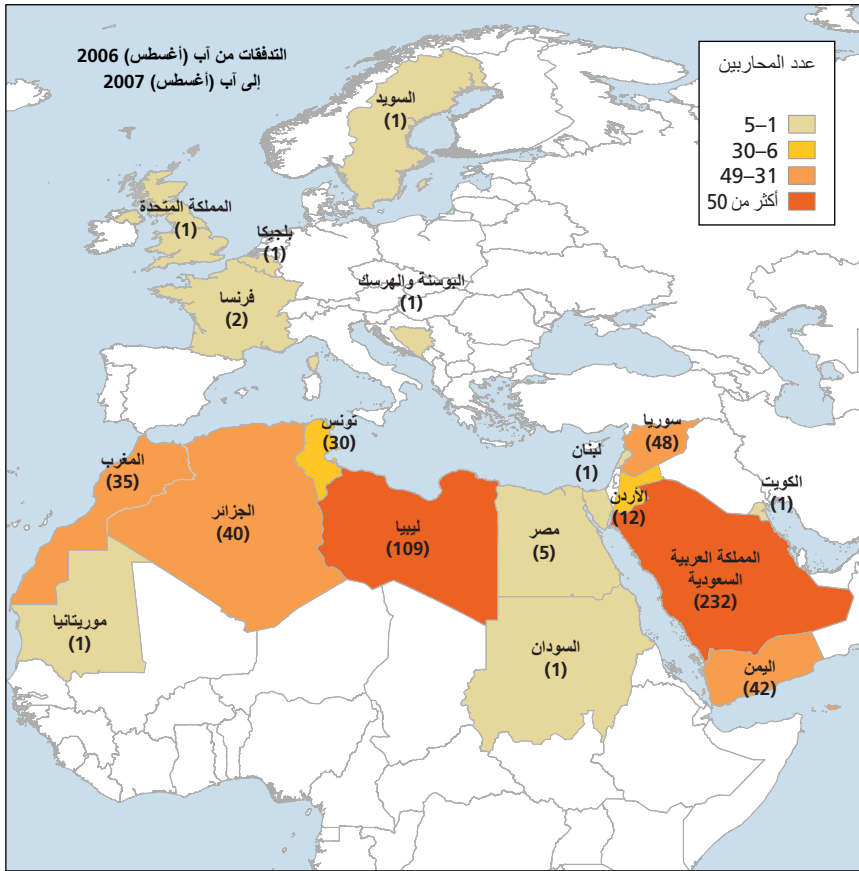 التدفقات من آب (أغسطس) 2006
إلى آب (أغسطس) 2007
عدد المحاربين
5–1
30–6
49–31
أكثر من 50
السويد
(1)
المملكة المتحدة
(1)
بلجيكا
(1)
البوسنة والهرسك
(1)
فرنسا
(2)
تونس
(30)
سوريا
(48)
لبنان
(1)
المغرب
(35)
الكويت
(1)
الأردن
(12)
الجزائر
(40)
ليبيا
(109)
مصر
(5)
المملكة العربية
السعودية
(232)
موريتانيا
(1)
السودان
(1)
اليمن
(42)